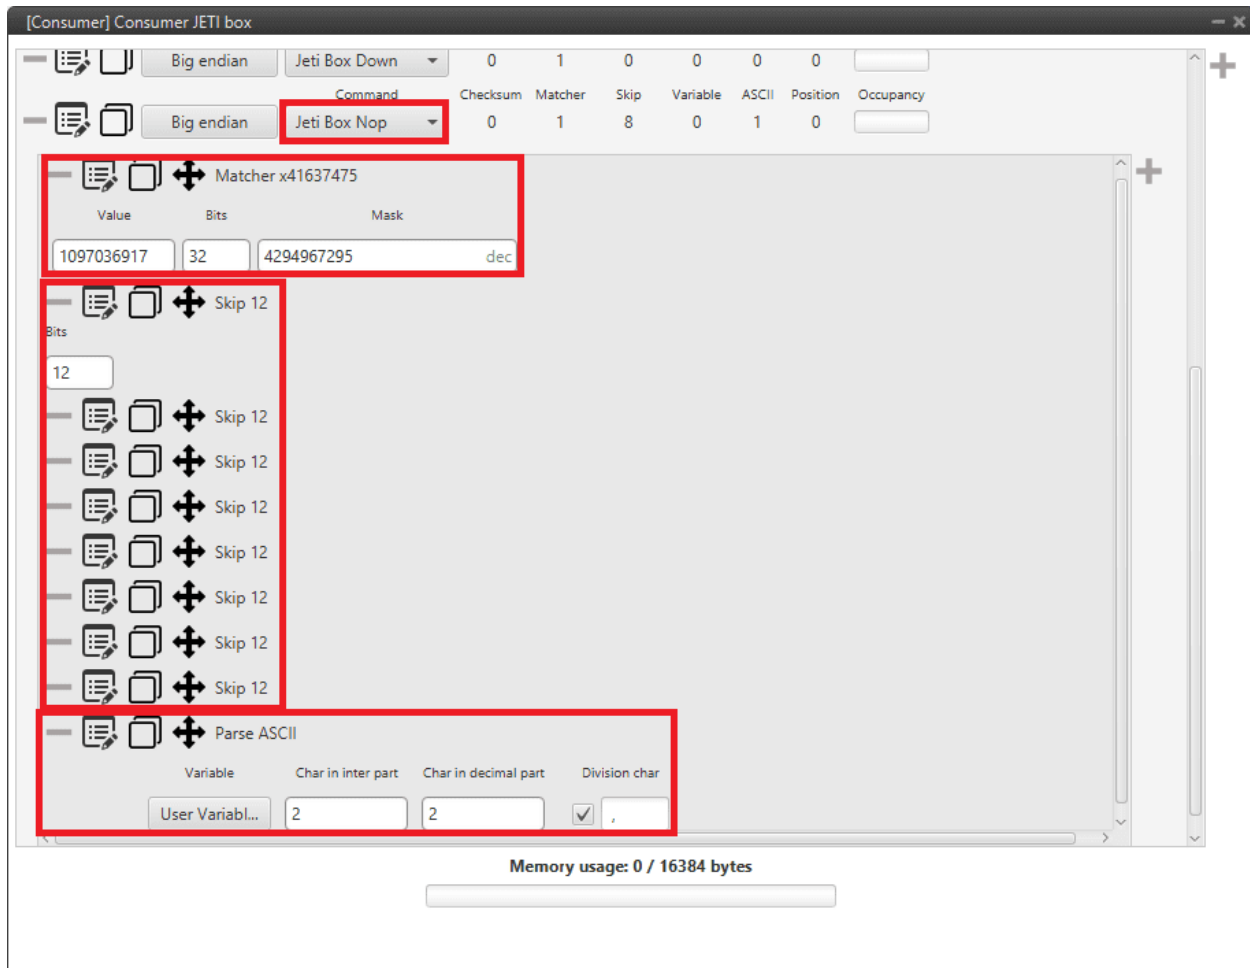 [Consumer] Consumer JETI box
Big endian Jeti Box Down 0 1 0 0 0 0
Command Checksum Matcher Skip Variable ASCII Position Occupancy
Big endian Jeti Box Nop 0 1 8 0 1 0
Matcher x41637475
Value Bits Mask
1097036917 32 4294967295 dec
Skip 12
Bits
12
Skip 12
Skip 12
Skip 12
Skip 12
Skip 12
Skip 12
Skip 12
Parse ASCII
Variable Char in inter part Char in decimal part Division char
User Variabl... 2 2 ,
Memory usage: 0 / 16384 bytes